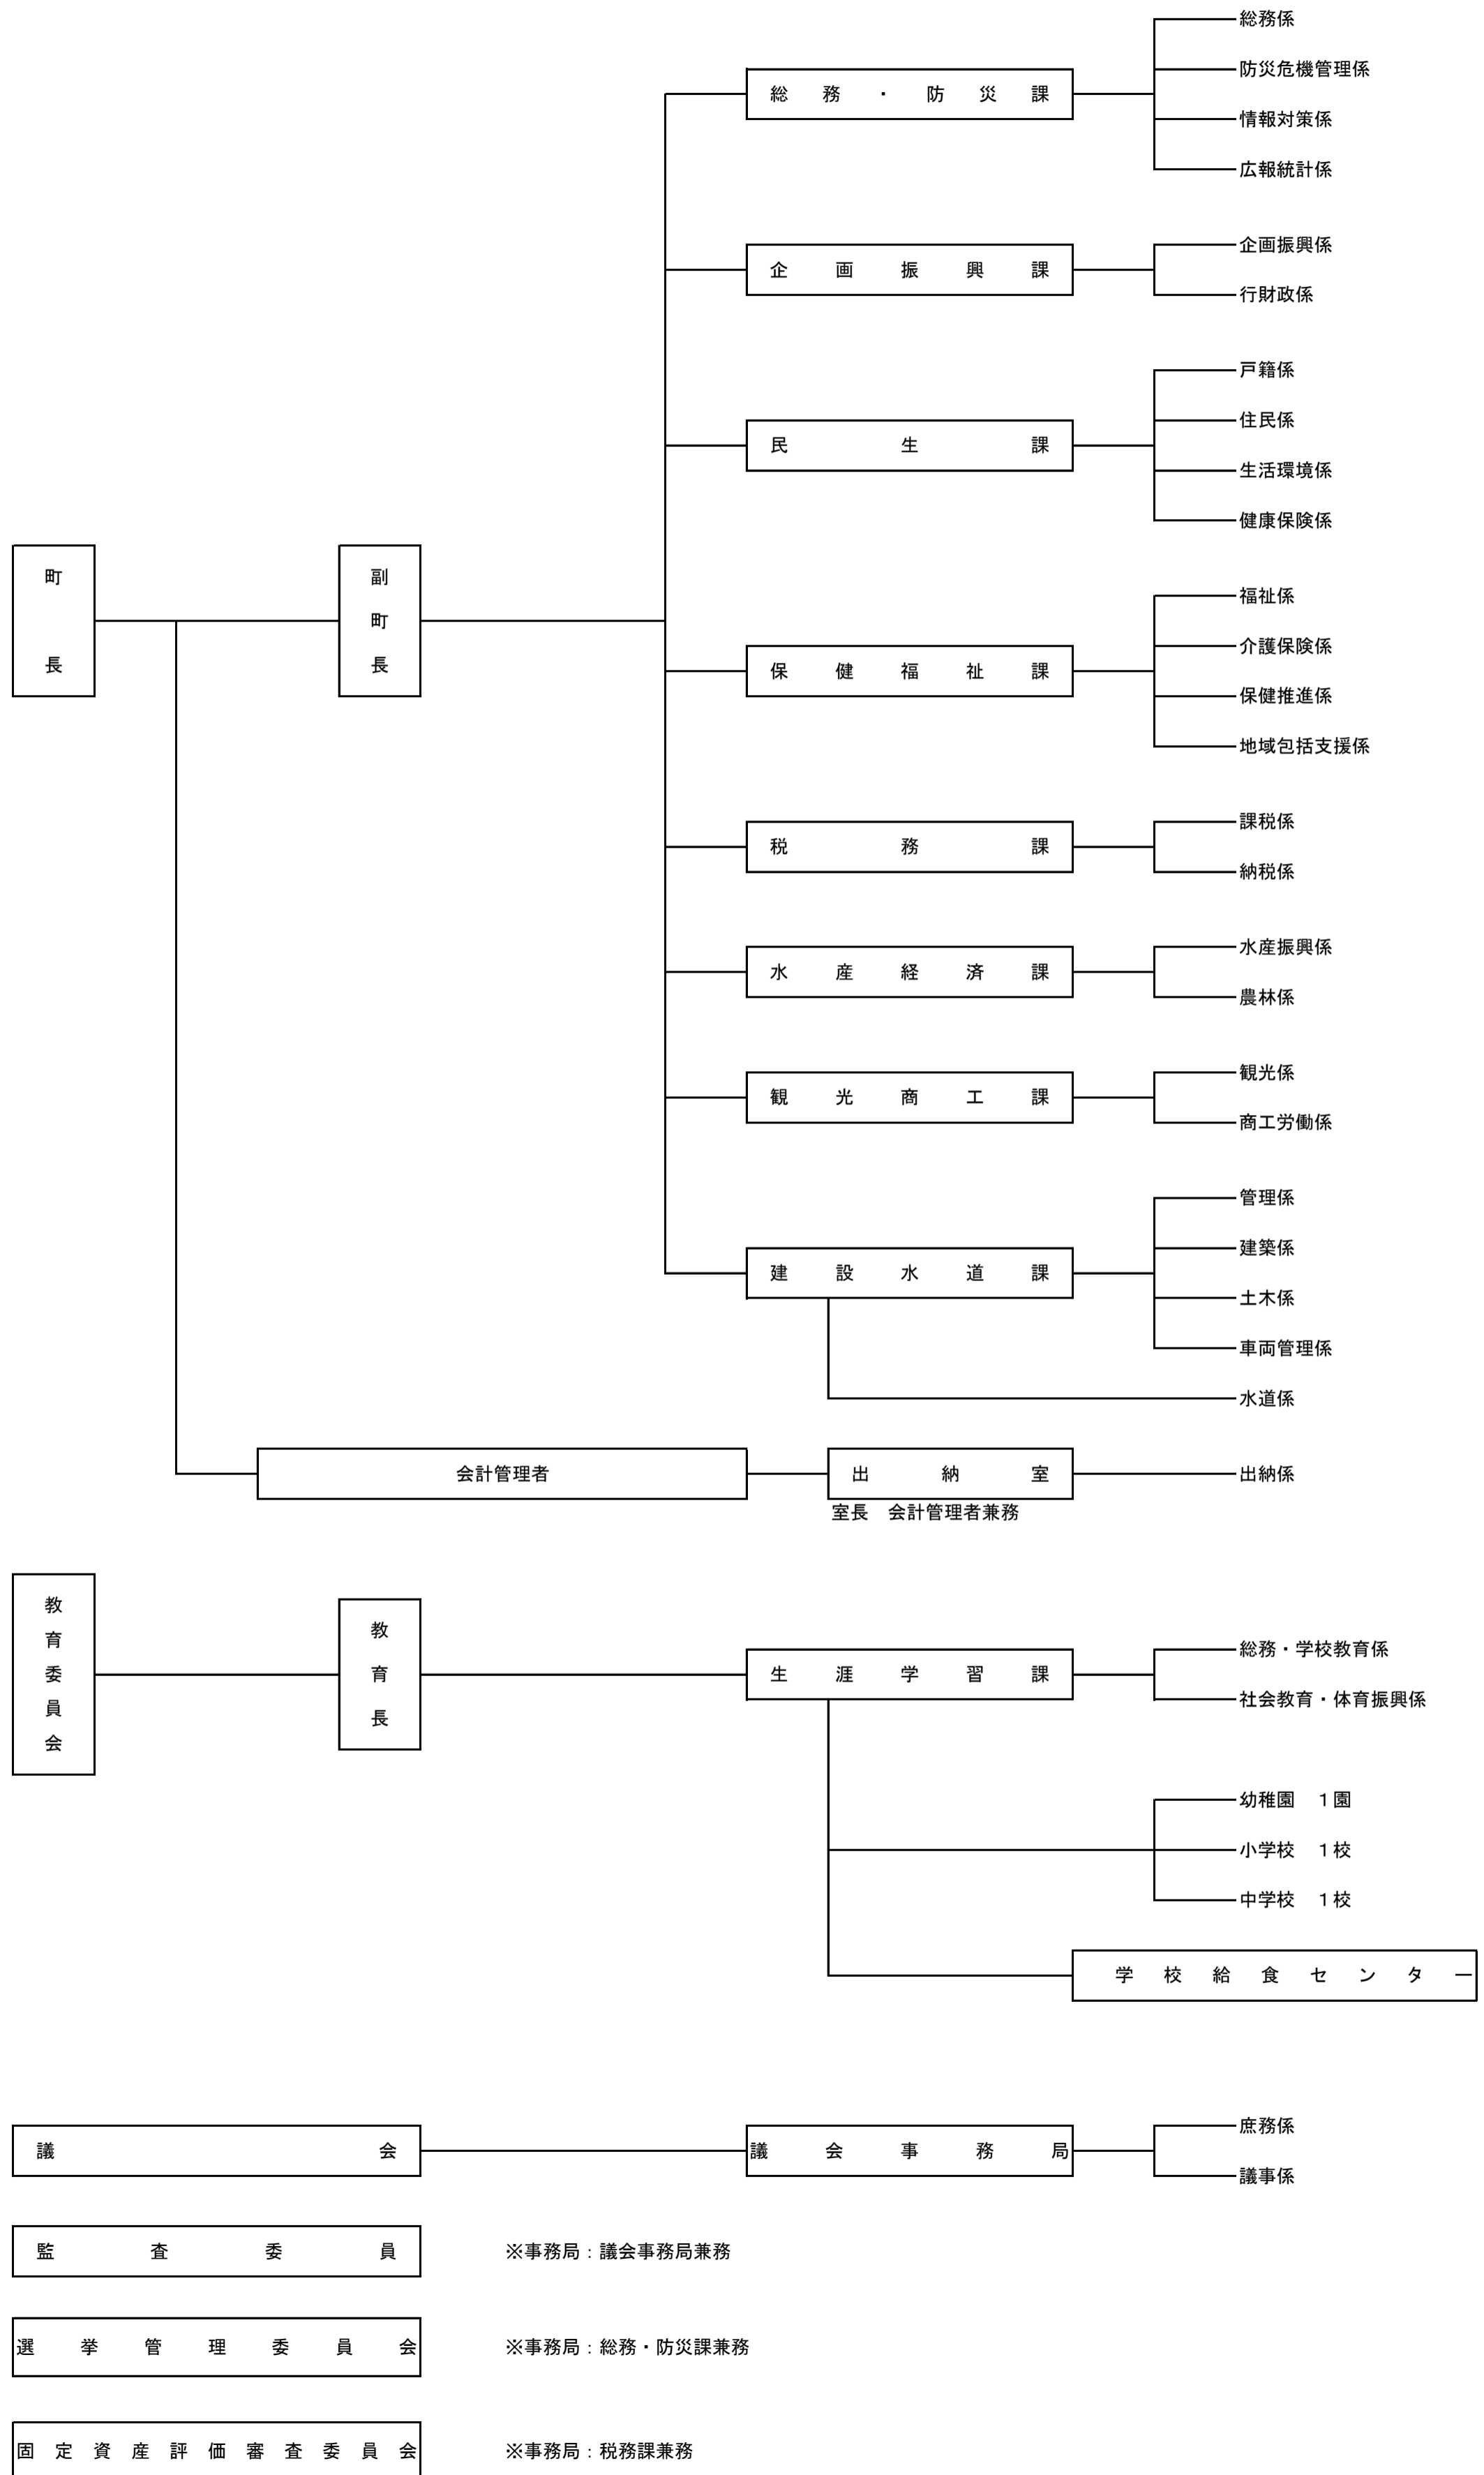 総務係
防災危機管理係
総務・防災課
情報対策係
広報統計係
企画振興係
企画振興課
行財政係
戸籍係
住民係
民生課
生活環境係
健康保険係
町長
副町長
福祉係
介護保険係
保健福祉課
保健推進係
地域包括支援係
課税係
税務課
納税係
水産振興係
水産経済課
農林係
観光係
観光商工課
商工労働係
管理係
建築係
建設水道課
土木係
車両管理係
水道係
会計管理者
出納室
出納係
室長　会計管理者兼務
教育委員会
教育長
総務・学校教育係
生涯学習課
社会教育・体育振興係
幼稚園　１園
小学校　１校
中学校　１校
学校給食センター
庶務係
議会
議会事務局
議事係
監査委員
※事務局：議会事務局兼務
選挙管理委員会
※事務局：総務・防災課兼務
固定資産評価審査委員会
※事務局：税務課兼務